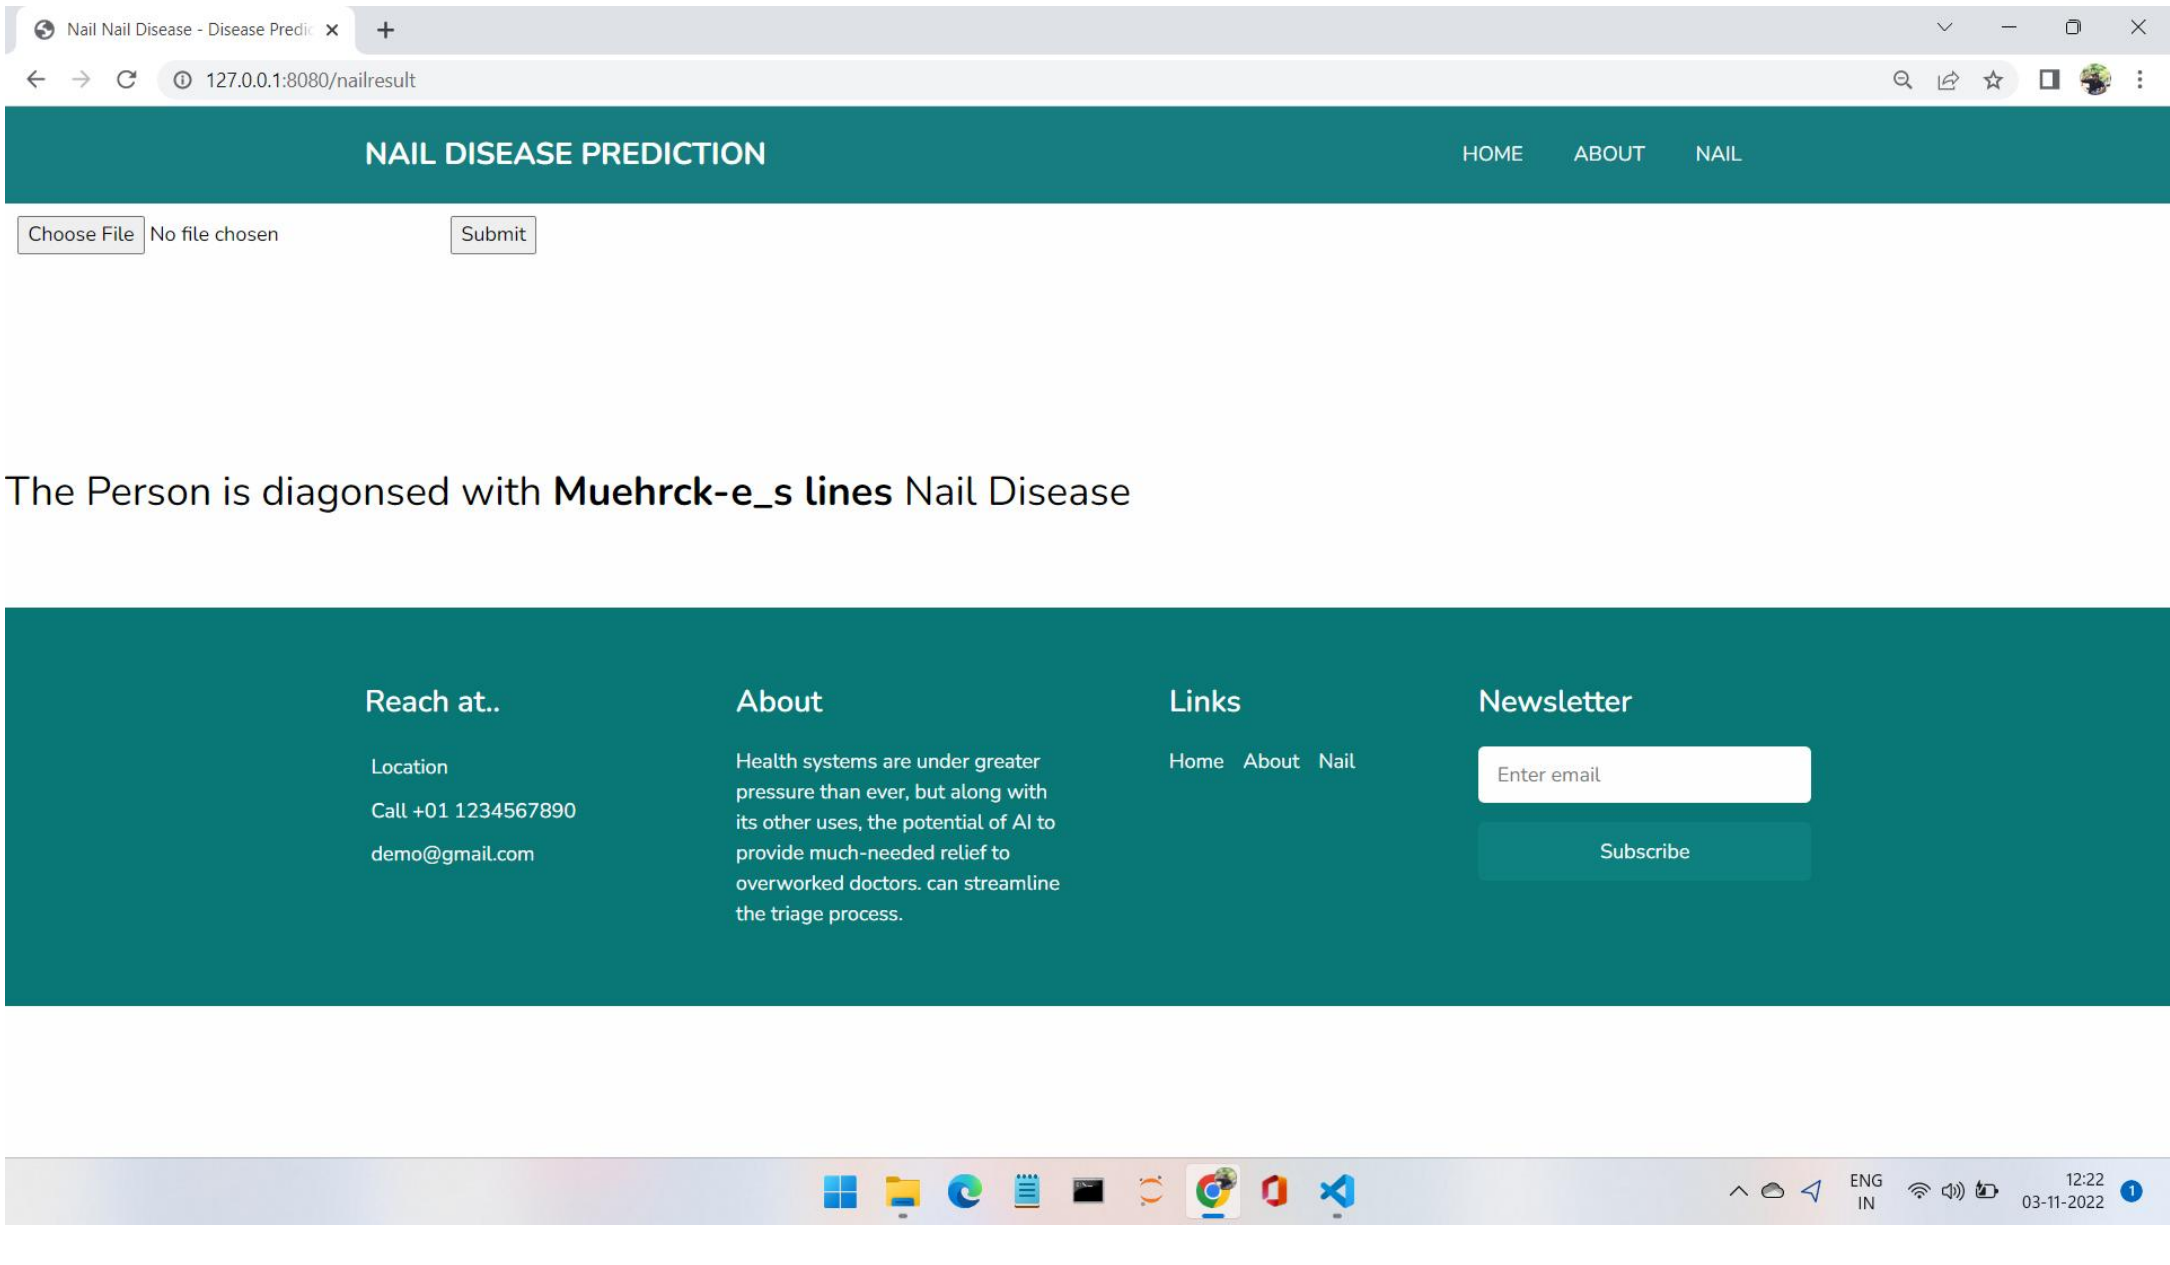 Nail Nail Disease - Disease Predic
127.0.0.1:8080/nailresult
NAIL DISEASE PREDICTION
HOME ABOUT NAIL
Choose File No file chosen Submit
The Person is diagonsed with Muehrck-e_s lines Nail Disease
Reach at..
Location
Call +01 1234567890
demo@gmail.com
About
Health systems are under greater
pressure than ever, but along with
its other uses, the potential of AI to
provide much-needed relief to
overworked doctors. can streamline
the triage process.
Links
Home About Nail
Newsletter
Enter email
Subscribe
ENG
IN
12:22
03-11-2022
1